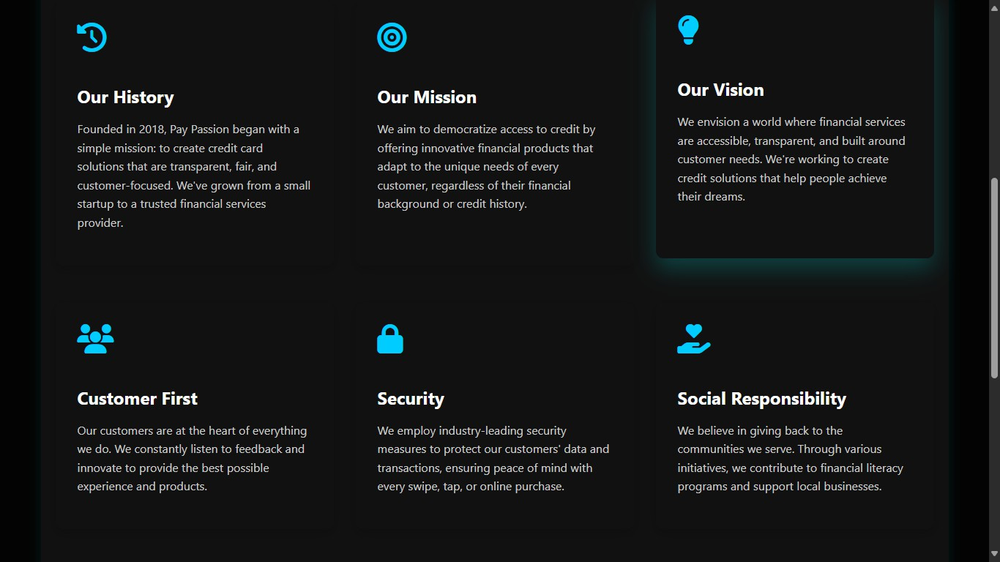 Our History
Founded in 2018, Pay Passion began with a
simple mission: to create credit card
solutions that are transparent, fair, and
customer-focused. We've grown from a small
startup to a trusted financial services
provider.
Our Mission
We aim to democratize access to credit by
offering innovative financial products that
adapt to the unique needs of every
customer, regardless of their financial
background or credit history.
Our Vision
We envision a world where financial services
are accessible, transparent, and built around
customer needs. We're working to create
credit solutions that help people achieve
their dreams.
Customer First
Our customers are at the heart of everything
we do. We constantly listen to feedback and
innovate to provide the best possible
experience and products.
Security
We employ industry-leading security
measures to protect our customers' data and
transactions, ensuring peace of mind with
every swipe, tap, or online purchase.
Social Responsibility
We believe in giving back to the
communities we serve. Through various
initiatives, we contribute to financial literacy
programs and support local businesses.